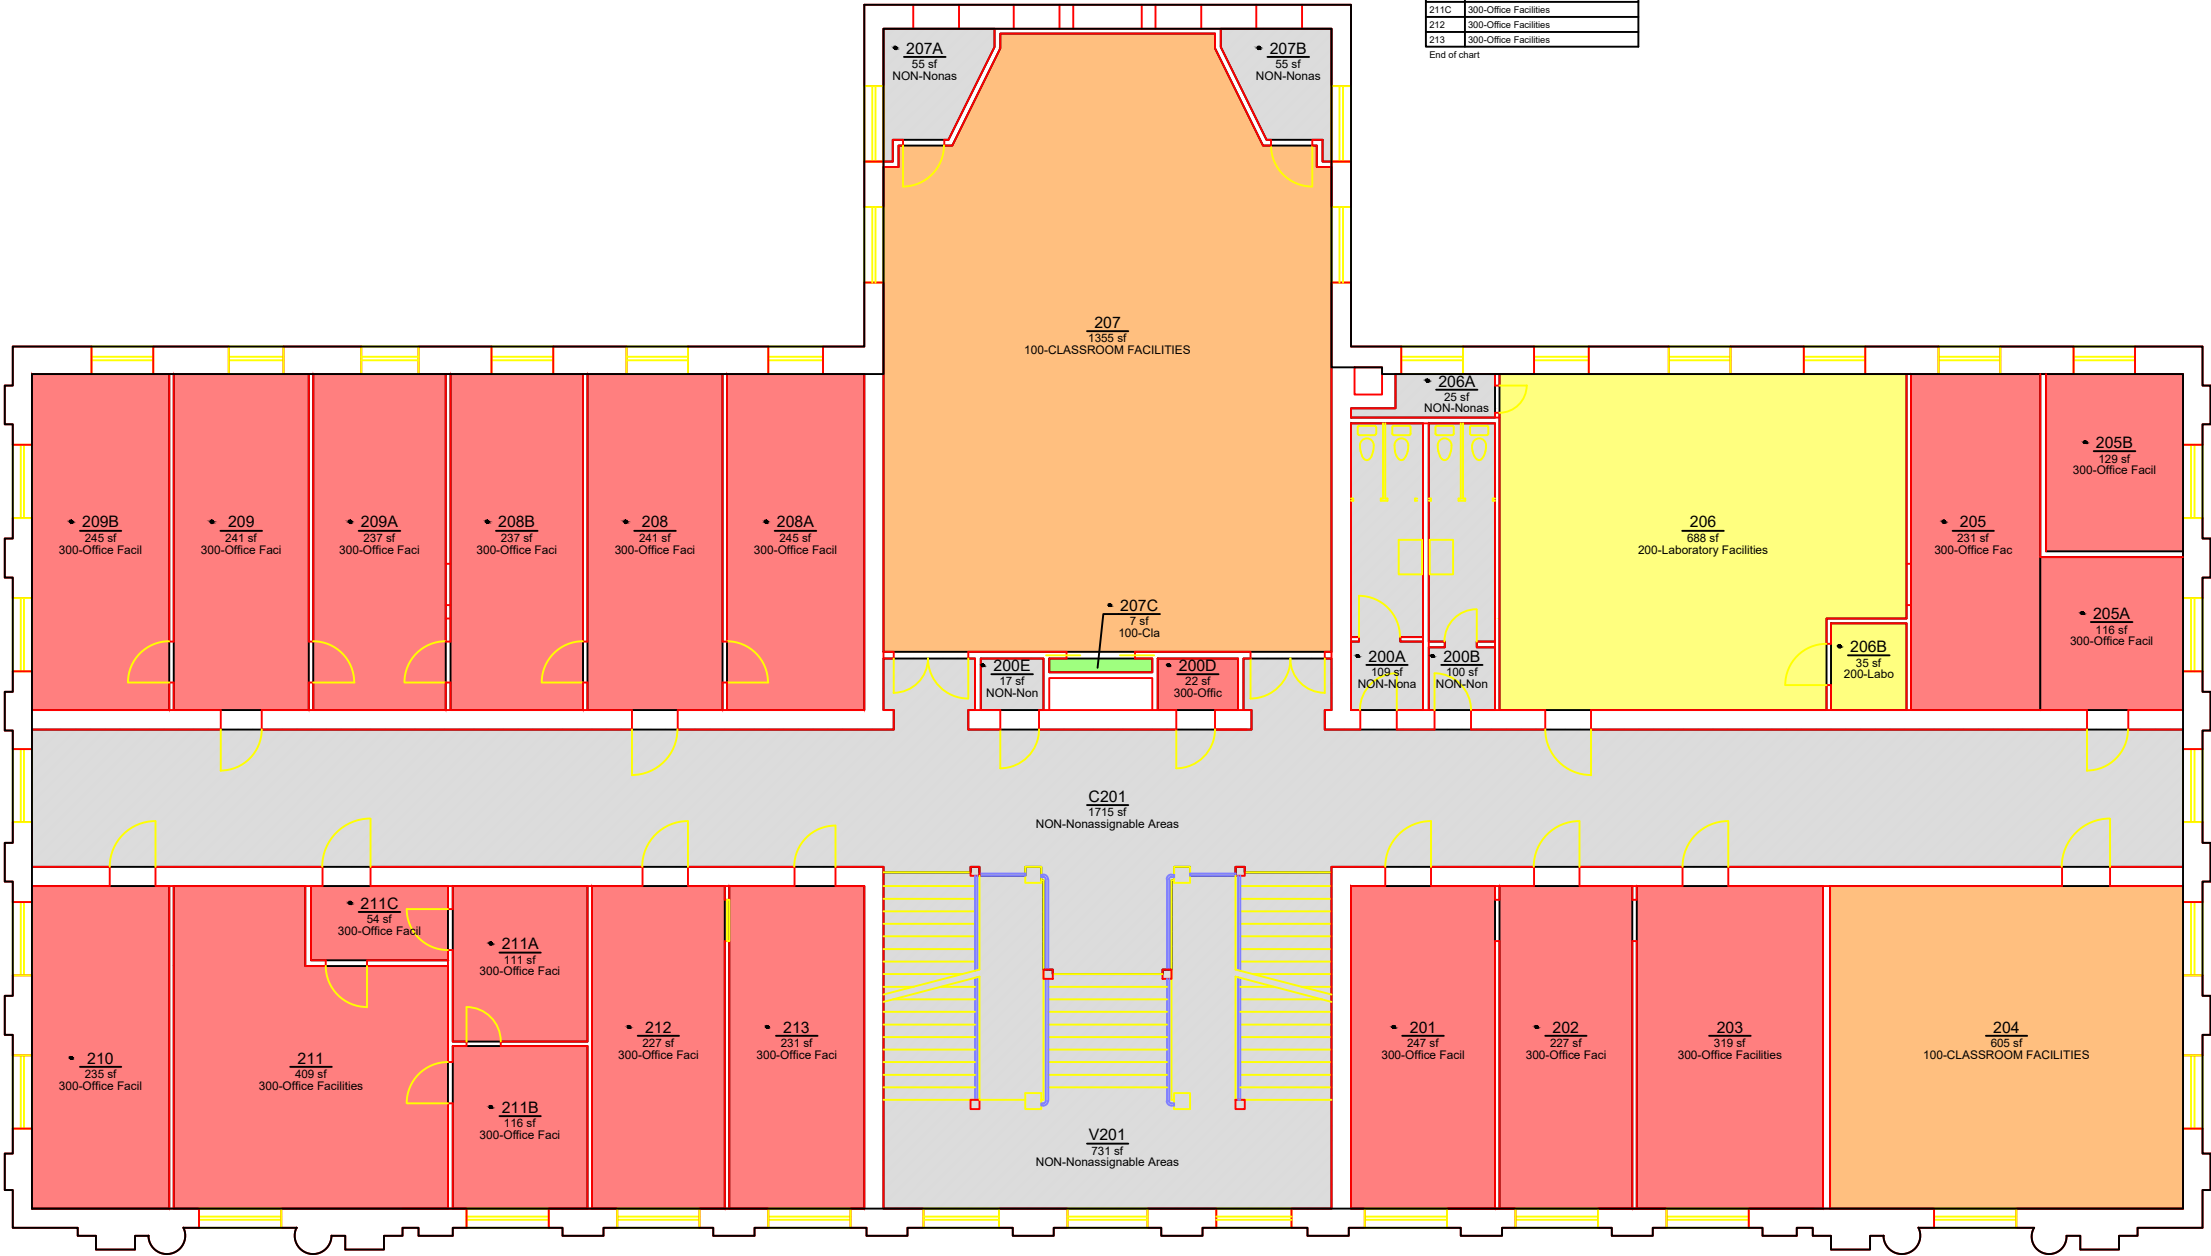 211C 300-Office Facilities
212 300-Office Facilities
213 300-Office Facilities
End of chart
207A
55 sf
NON-Nonas
207B
55 sf
NON-Nonas
207
1355 sf
100-CLASSROOM FACILITIES
206A
25 sf
NON-Nonas
205B
129 sf
300-Office Facil
209B
245 sf
300-Office Facil
209
241 sf
300-Office Faci
209A
237 sf
300-Office Faci
208B
237 sf
300-Office Faci
208
241 sf
300-Office Faci
208A
245 sf
300-Office Facil
206
688 sf
200-Laboratory Facilities
205
231 sf
300-Office Fac
207C
7 sf
100-Cla
205A
116 sf
300-Office Facil
200E
17 sf
NON-Non
200D
22 sf
300-Offic
200A
109 sf
NON-Nona
200B
100 sf
NON-Non
206B
35 sf
200-Labo
C201
1715 sf
NON-Nonassignable Areas
211C
54 sf
300-Office Facil
211A
111 sf
300-Office Faci
210
235 sf
300-Office Facil
211
409 sf
300-Office Facilities
212
227 sf
300-Office Faci
213
231 sf
300-Office Faci
201
247 sf
300-Office Facil
202
227 sf
300-Office Faci
203
319 sf
300-Office Facilities
204
605 sf
100-CLASSROOM FACILITIES
211B
116 sf
300-Office Faci
V201
731 sf
NON-Nonassignable Areas